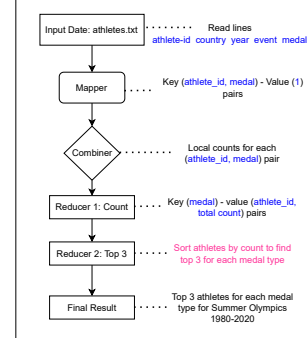 Input Date: athletes.txt
Read lines
athlete-id country year event medal
Mapper
Key (athlete_id, medal) - Value (1)
pairs
Combiner
Local counts for each
(athlete_id, medal) pair
Reducer 1: Count
Key (medal) - value (athlete_id,
total count) pairs
Reducer 2: Top 3
Sort athletes by count to find
top 3 for each medal type
Final Result
Top 3 athletes for each medal
type for Summer Olympics
1980-2020